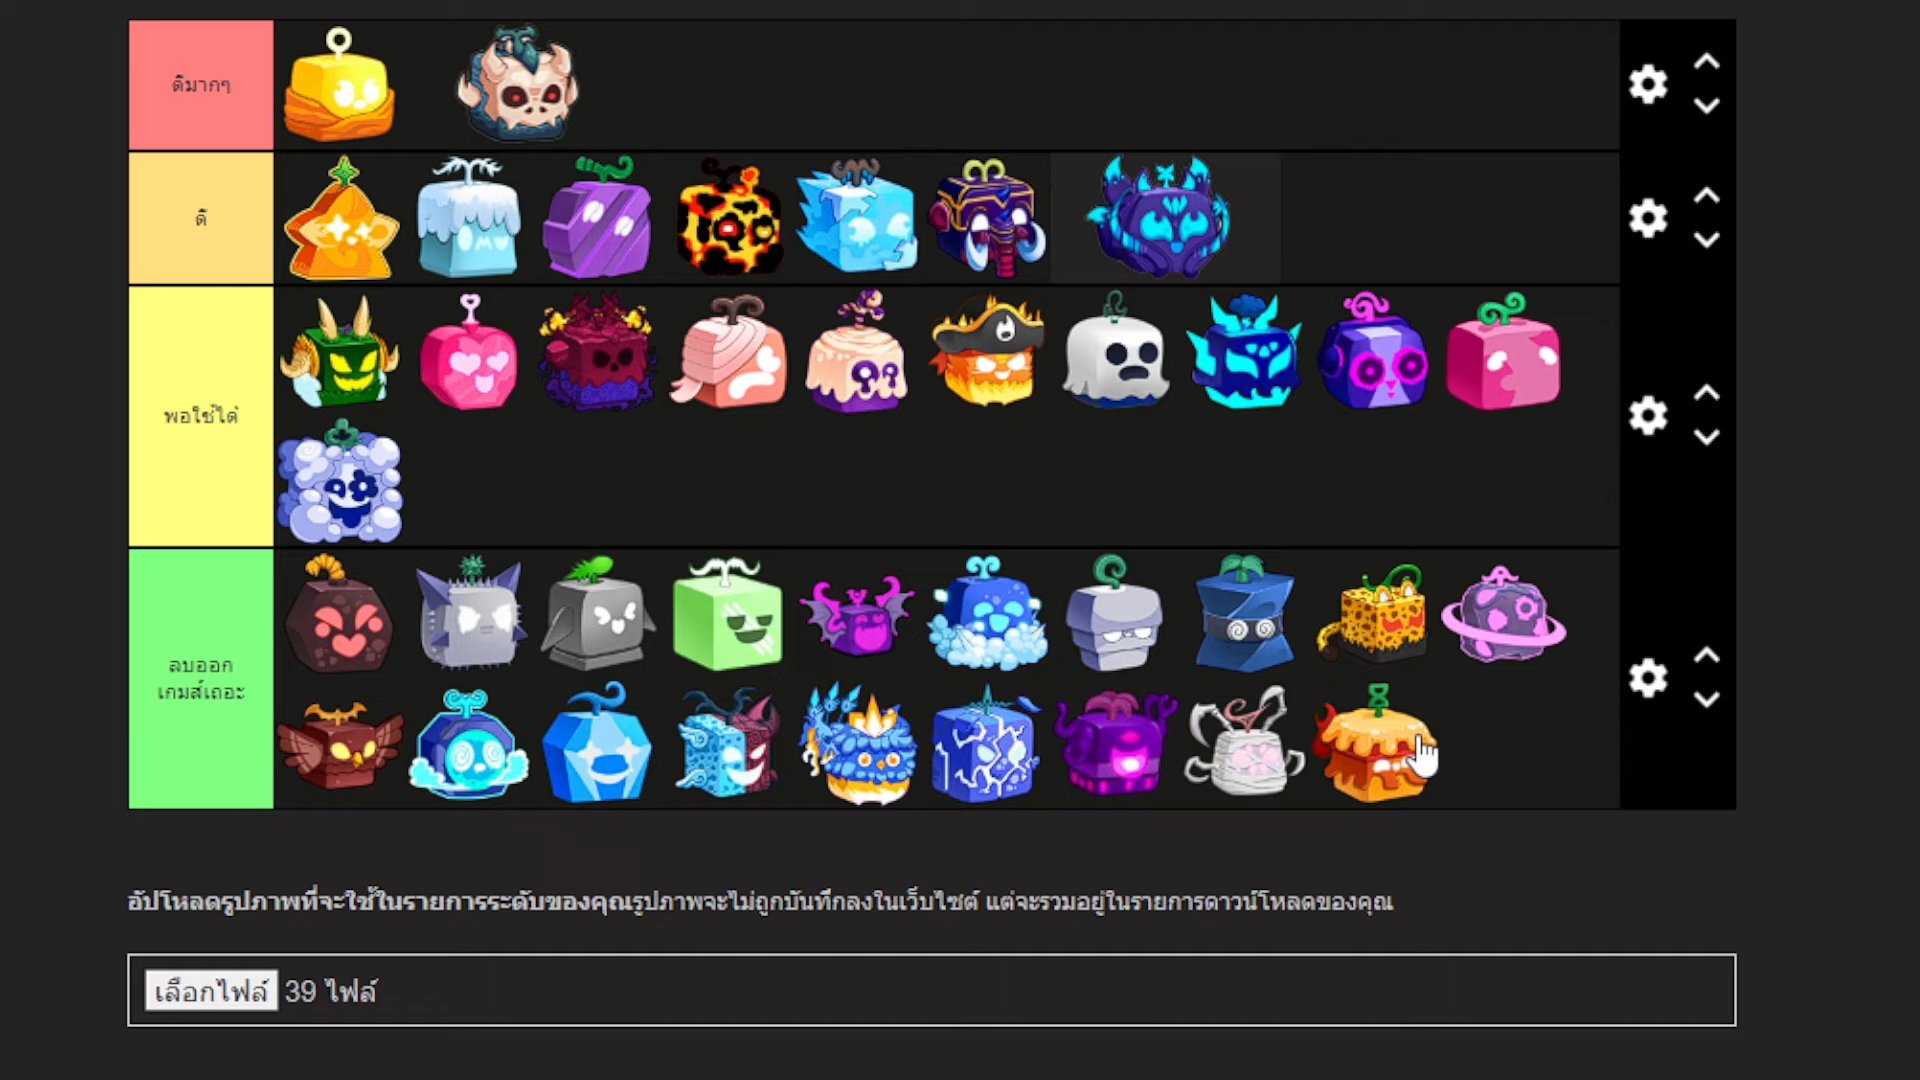 ดีมากๆ
ดี
พอใช้ได้
ลบออก
เกมส์เถอะ
อัปโหลดรูปภาพที่จะใช้ในรายการระดับของคุณรูปภาพจะไม่ถูกบันทึกลงในเว็บไซต์ แต่จะรวมอยู่ในรายการดาวน์โหลดของคุณ
เลือกไฟล์ 39 ไฟล์